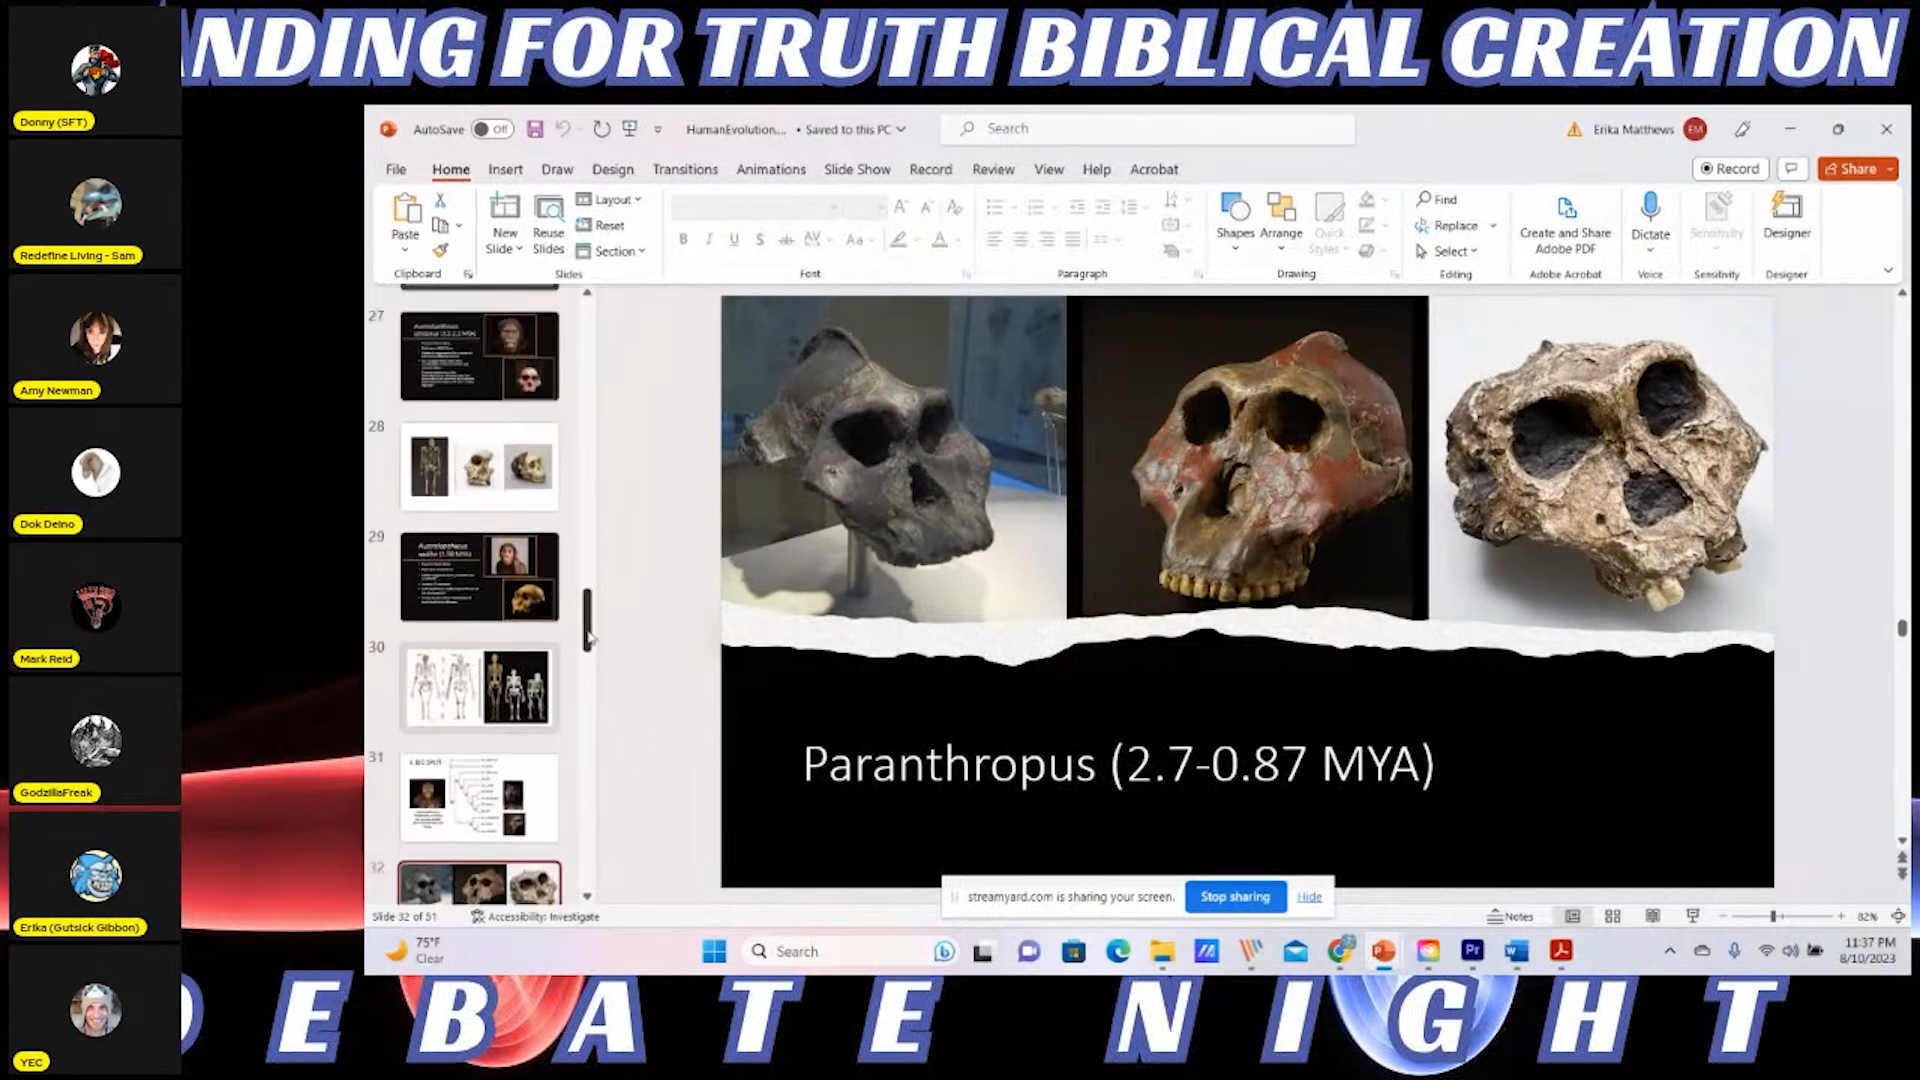 ANDING FOR TRUTH BIBLICAL CREATION
Donny (SFT)
Redefine Living - Sam
Amy Newman
Dok Deino
Mark Reid
GodzillaFreak
Erika (Gutsick Gibbon)
YEC
AutoSave Off HumanEvolution... • Saved to this PC Search Erika Matthews EM
File Home Insert Draw Design Transitions Animations Slide Show Record Review View Help Acrobat Record Share
Paste
Clipboard
New Slide
Reuse Slides
Layout
Reset
Section
Slides
Font
Paragraph
Shapes
Arrange
Quick Styles
Drawing
Find
Replace
Select
Editing
Create and Share Adobe PDF
Adobe Acrobat
Dictate
Voice
Sensitivity
Sensitivity
Designer
Designer
27
28
29
30
31
32
Paranthropus (2.7-0.87 MYA)
streamyard.com is sharing your screen. Stop sharing Hide
Slide 32 of 51 Accessibility: Investigate Notes 82%
75°F
Clear
Search
11:37 PM
8/10/2023
DEBATE NIGHT